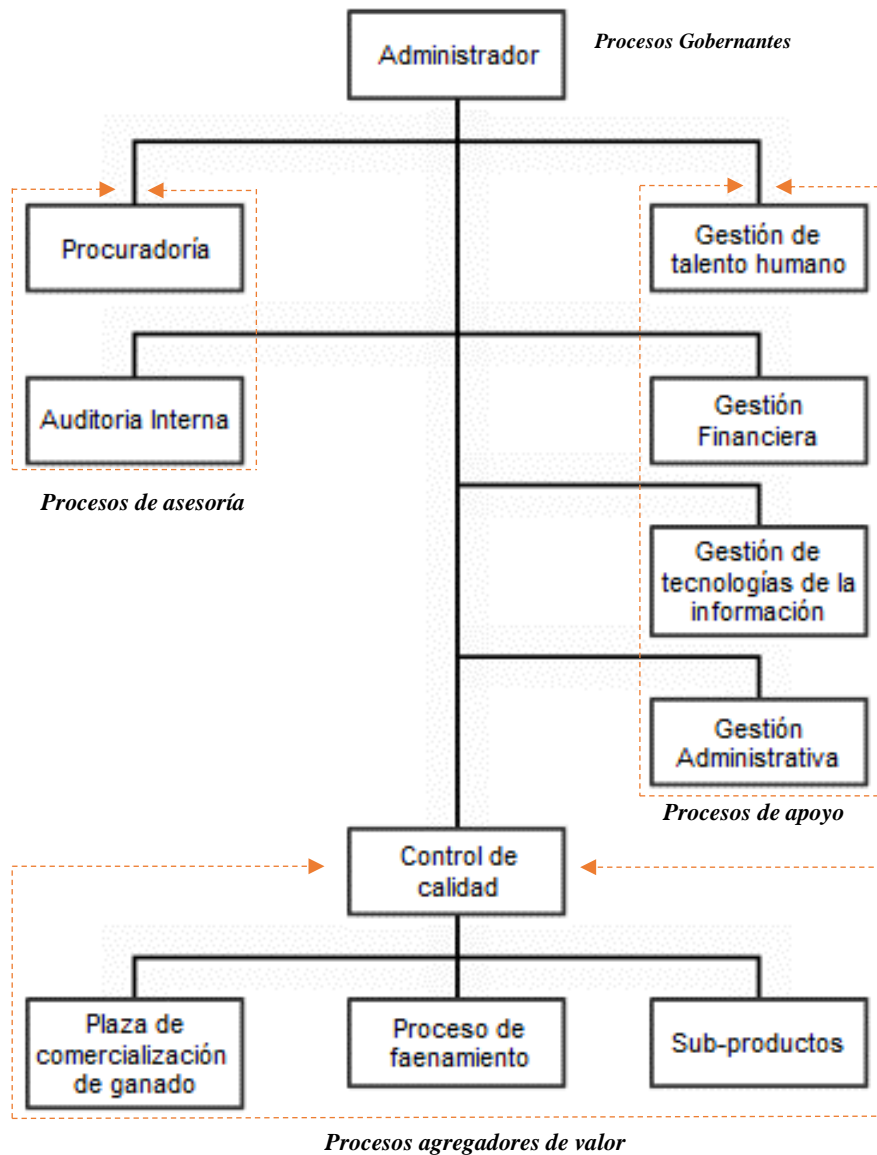 Administrador
Procesos Gobernantes
Procuradoría
Gestión de
talento humano
Auditoria Interna
Gestión
Financiera
Procesos de asesoría
Gestión de
tecnologías de la
información
Gestión
Administrativa
Procesos de apoyo
Control de
calidad
Plaza de
comercialización
de ganado
Proceso de
faenamiento
Sub-productos
Procesos agregadores de valor